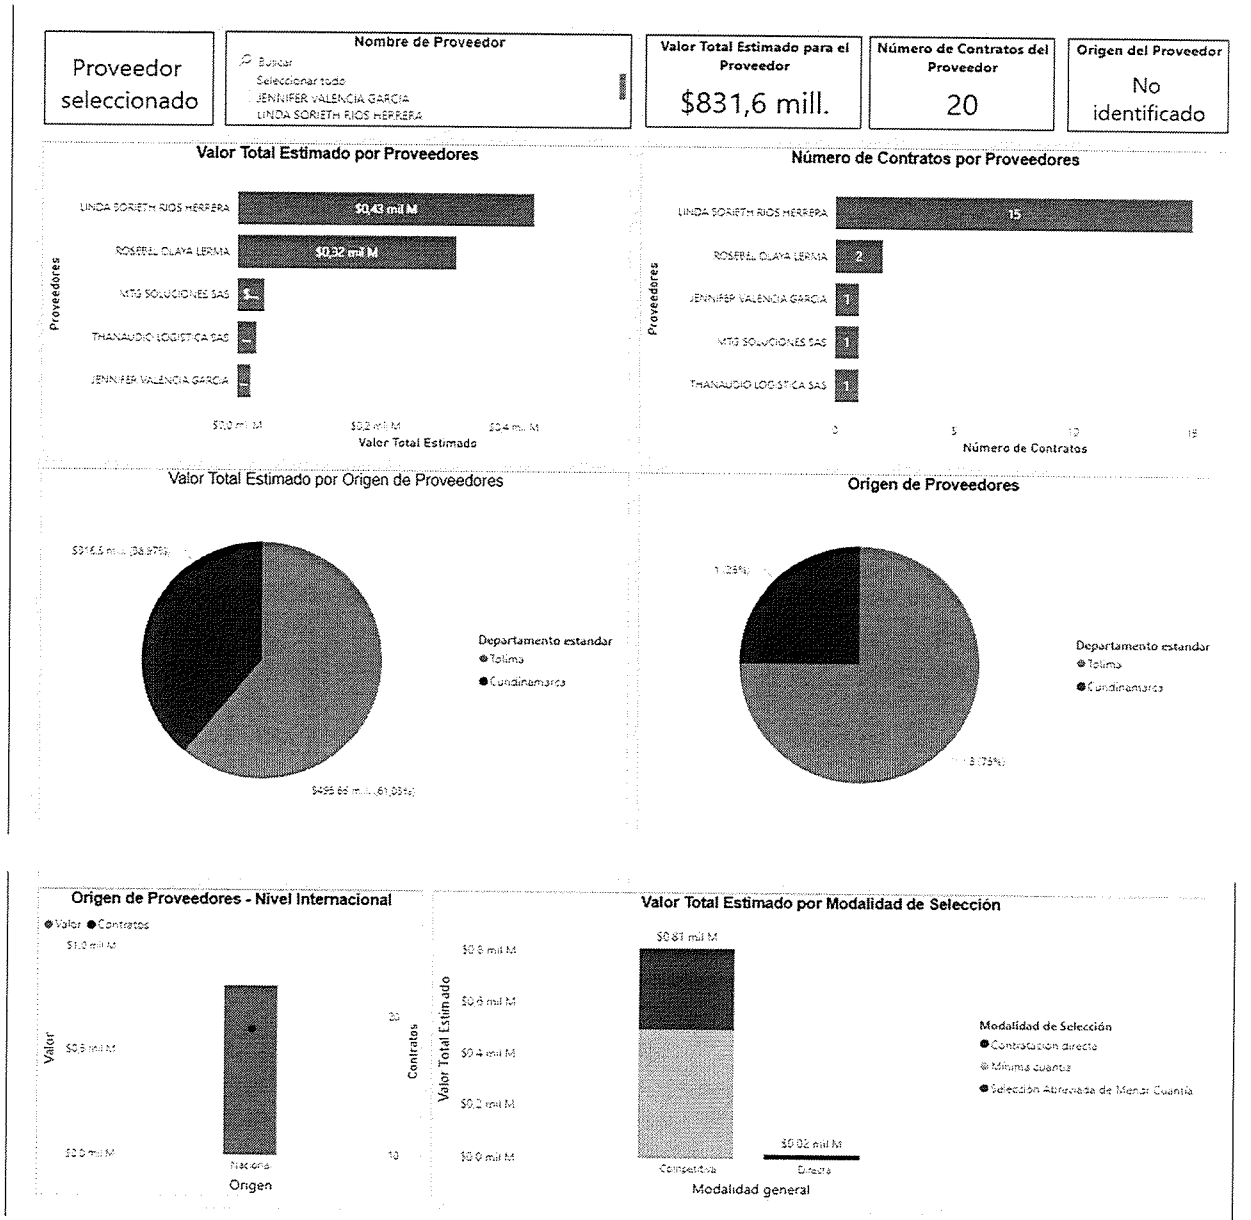 Proveedor
seleccionado
Nombre de Proveedor
Buscar
Seleccionar todo
JENNIFER VALENCIA GARCIA
LINDA SORIETH RIOS HERRERA
Valor Total Estimado para el
Proveedor
$831,6 mill.
Número de Contratos del
Proveedor
20
Origen del Proveedor
No
identificado
Valor Total Estimado por Proveedores
Proveedores
LINDA SORIETH RIOS HERRERA
$0,43 mil M
ROSEBEL OLAYA LERMA
$0,32 mil M
MTG SOLUCIONES SAS
$...
THANAUDIO LOGISTICA SAS
...
JENNIFER VALENCIA GARCIA
...
$0,0 mil M
$0,2 mil M
$0,4 mil M
Valor Total Estimado
Número de Contratos por Proveedores
Proveedores
LINDA SORIETH RIOS HERRERA
15
ROSEBEL OLAYA LERMA
2
JENNIFER VALENCIA GARCIA
1
MTG SOLUCIONES SAS
1
THANAUDIO LOGISTICA SAS
1
0
5
10
15
Número de Contratos
Valor Total Estimado por Origen de Proveedores
(38,97%)
(61,03%)
Departamento estandar
Tolima
Cundinamarca
Origen de Proveedores
1 (25%)
3 (75%)
Departamento estandar
Tolima
Cundinamarca
Origen de Proveedores - Nivel Internacional
Valor
Contratos
$1,0 mil M
$0,5 mil M
$0,0 mil M
Valor
20
10
Contratos
Nacional
Origen
Valor Total Estimado por Modalidad de Selección
Valor Total Estimado
$0,8 mil M
$0,6 mil M
$0,4 mil M
$0,2 mil M
$0,0 mil M
$0,81 mil M
$0,02 mil M
Competitiva
Directa
Modalidad general
Modalidad de Selección
Contratación directa
Mínima cuantía
Selección Abreviada de Menor Cuantía